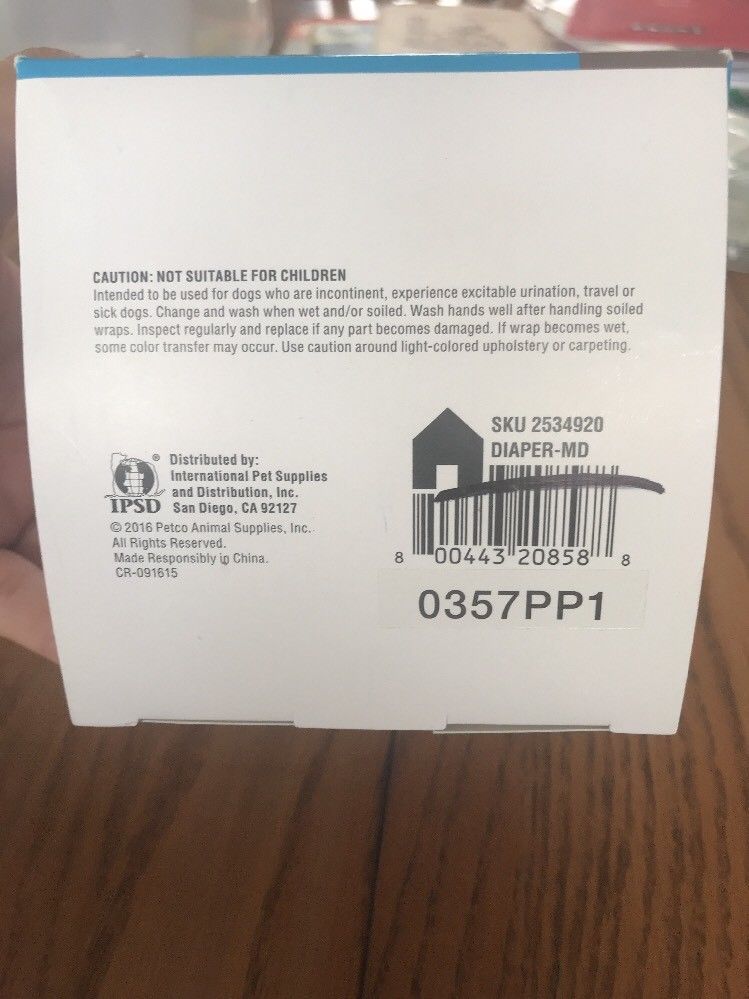 CAUTION: NOT SUITABLE FOR CHILDREN
Intended to be used for dogs who are incontinent, experience excitable urination, travel or
sick dogs. Change and wash when wet and/or soiled. Wash hands well after handling soiled
wraps. Inspect regularly and replace if any part becomes damaged. If wrap becomes wet,
some color transfer may occur. Use caution around light-colored upholstery or carpeting.
IPSD ®
Distributed by:
International Pet Supplies
and Distribution, Inc.
San Diego, CA 92127
© 2016 Petco Animal Supplies, Inc.
All Rights Reserved.
Made Responsibly in China.
CR-091615
SKU 2534920
DIAPER-MD
8 00443 20858 8
0357PP1